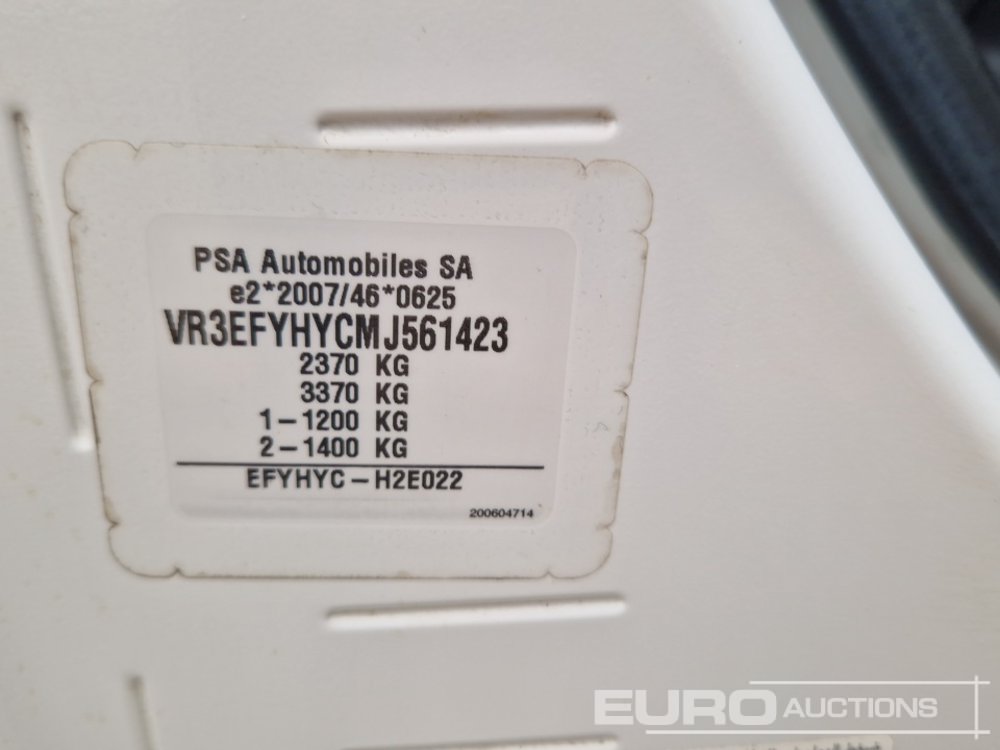 PSA Automobiles SA
e2*2007/46*0625
VR3EFYHYCMJ561423
2370 KG
3370 KG
1-1200 KG
2-1400 KG
EFYHYC-H2E022
200604714
EURO AUCTIONS